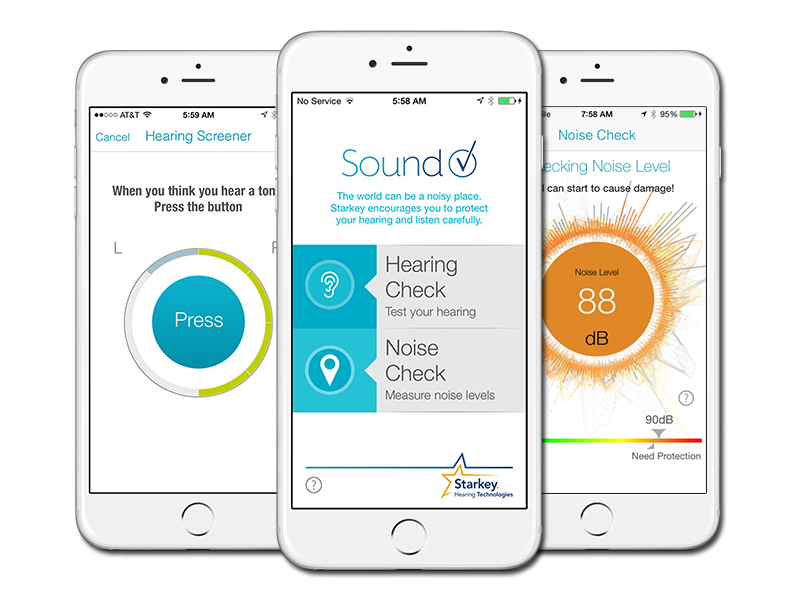 AT&T 5:59 AM
Cancel Hearing Screener
When you think you hear a ton
Press the button
L
Press
No Service 5:58 AM
Sound
The world can be a noisy place.
Starkey encourages you to protect
your hearing and listen carefully.
Hearing
Check
Test your hearing
Noise
Check
Measure noise levels
?
Starkey
Hearing Technologies
7:58 AM 95%
Noise Check
ecking Noise Level
can start to cause damage!
Noise Level
88
dB
?
90dB
Need Protection